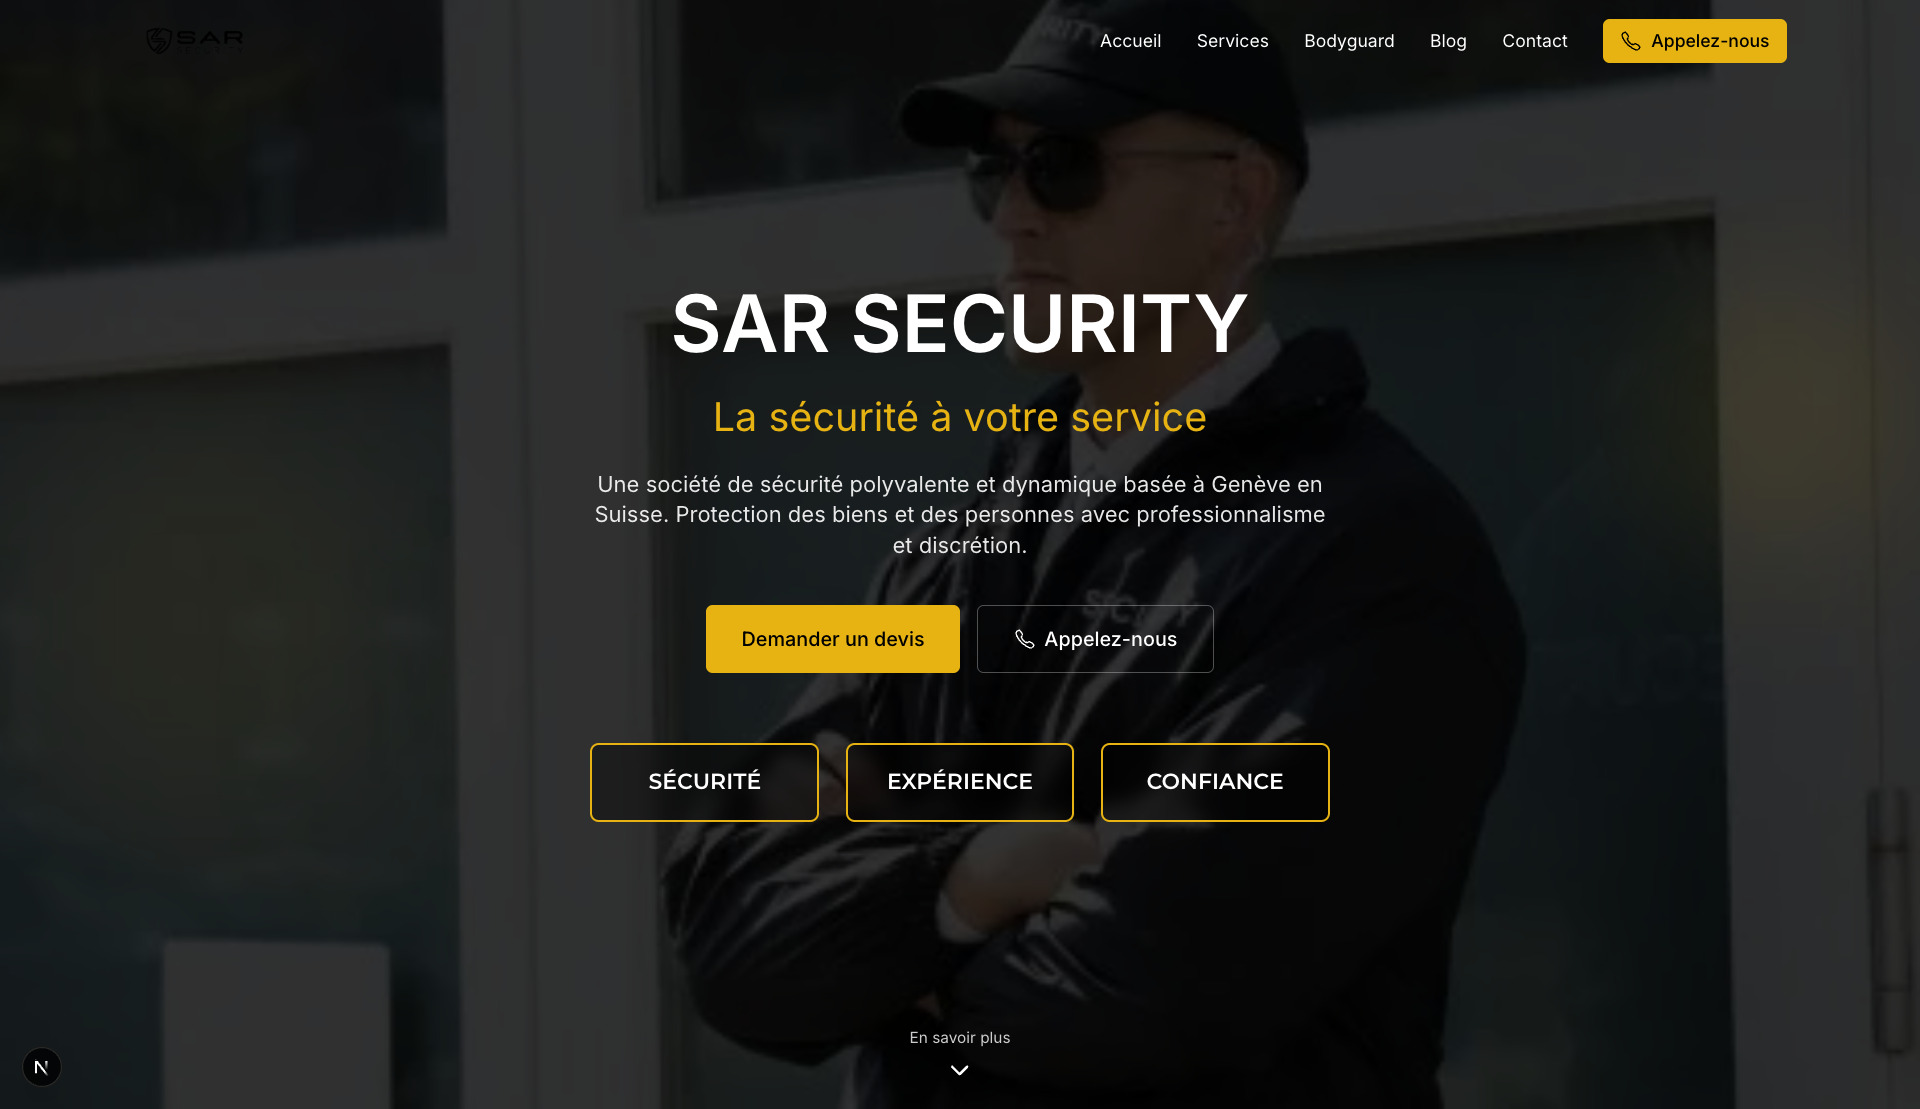 SAR
Accueil Services Bodyguard Blog Contact Appelez-nous
SAR SECURITY
La sécurité à votre service
Une société de sécurité polyvalente et dynamique basée à Genève en
Suisse. Protection des biens et des personnes avec professionnalisme
et discrétion.
Demander un devis Appelez-nous
SÉCURITÉ EXPÉRIENCE CONFIANCE
En savoir plus
N